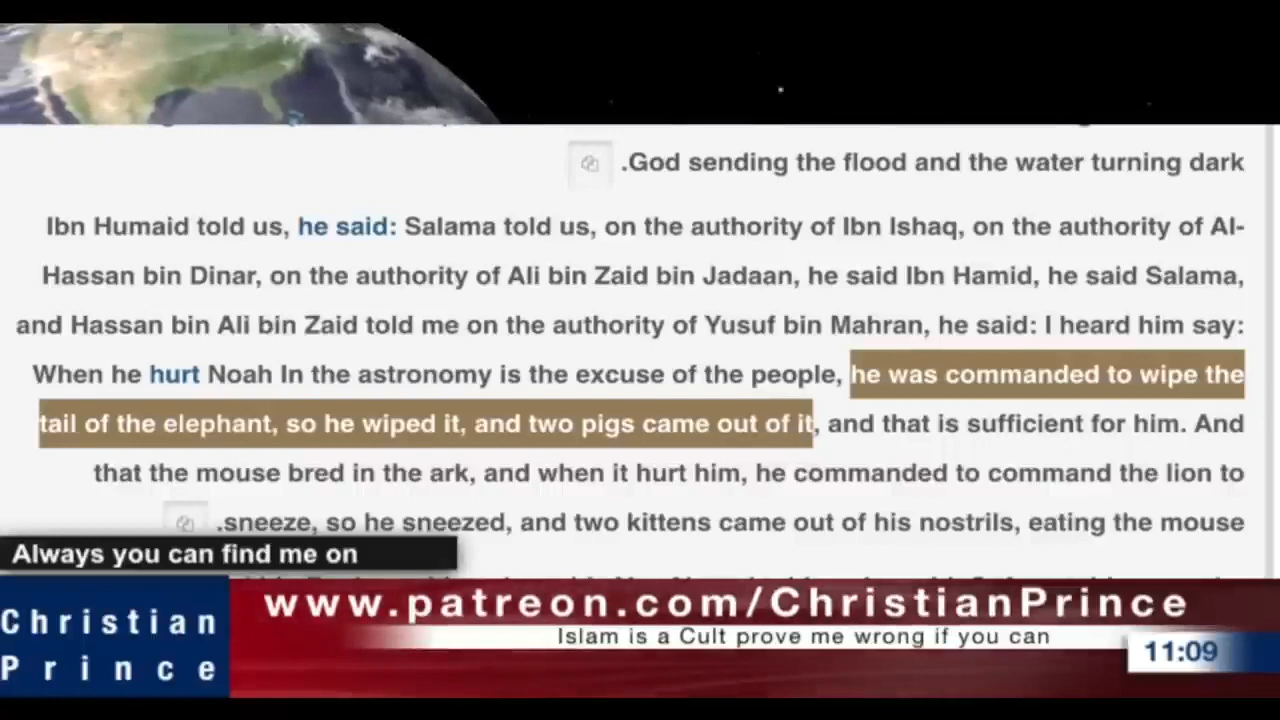 .God sending the flood and the water turning dark
Ibn Humaid told us, he said: Salama told us, on the authority of Ibn Ishaq, on the authority of Al-
Hassan bin Dinar, on the authority of Ali bin Zaid bin Jadaan, he said Ibn Hamid, he said Salama,
and Hassan bin Ali bin Zaid told me on the authority of Yusuf bin Mahran, he said: I heard him say:
When he hurt Noah In the astronomy is the excuse of the people, he was commanded to wipe the
tail of the elephant, so he wiped it, and two pigs came out of it, and that is sufficient for him. And
that the mouse bred in the ark, and when it hurt him, he commanded to command the lion to
.sneeze, so he sneezed, and two kittens came out of his nostrils, eating the mouse
Always you can find me on
www.patreon.com/ChristianPrince
Islam is a Cult prove me wrong if you can
Christian
Prince
11:09